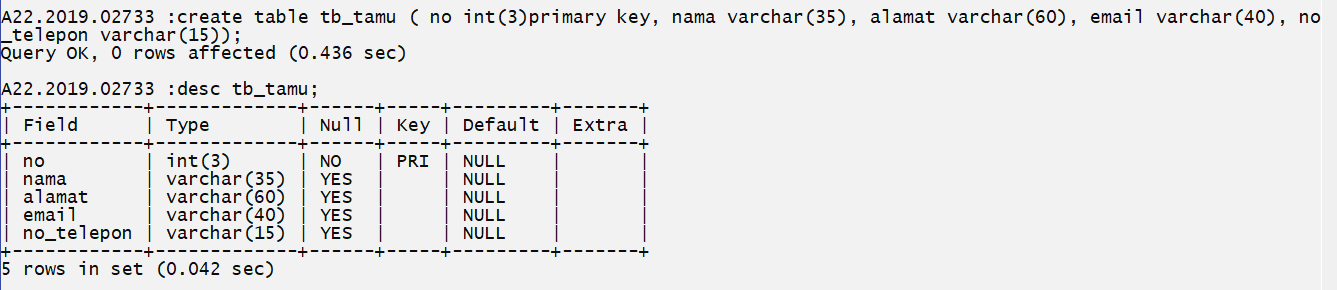 A22.2019.02733 :create table tb_tamu ( no int(3)primary key, nama varchar(35), alamat varchar(60), email varchar(40), no
_telepon varchar(15));
Query OK, 0 rows affected (0.436 sec)
A22.2019.02733 :desc tb_tamu;
+------------+-------------+------+-----+---------+-------+
| Field      | Type        | Null | Key | Default | Extra |
+------------+-------------+------+-----+---------+-------+
| no         | int(3)      | NO   | PRI | NULL    |       |
| nama       | varchar(35) | YES  |     | NULL    |       |
| alamat     | varchar(60) | YES  |     | NULL    |       |
| email      | varchar(40) | YES  |     | NULL    |       |
| no_telepon | varchar(15) | YES  |     | NULL    |       |
+------------+-------------+------+-----+---------+-------+
5 rows in set (0.042 sec)